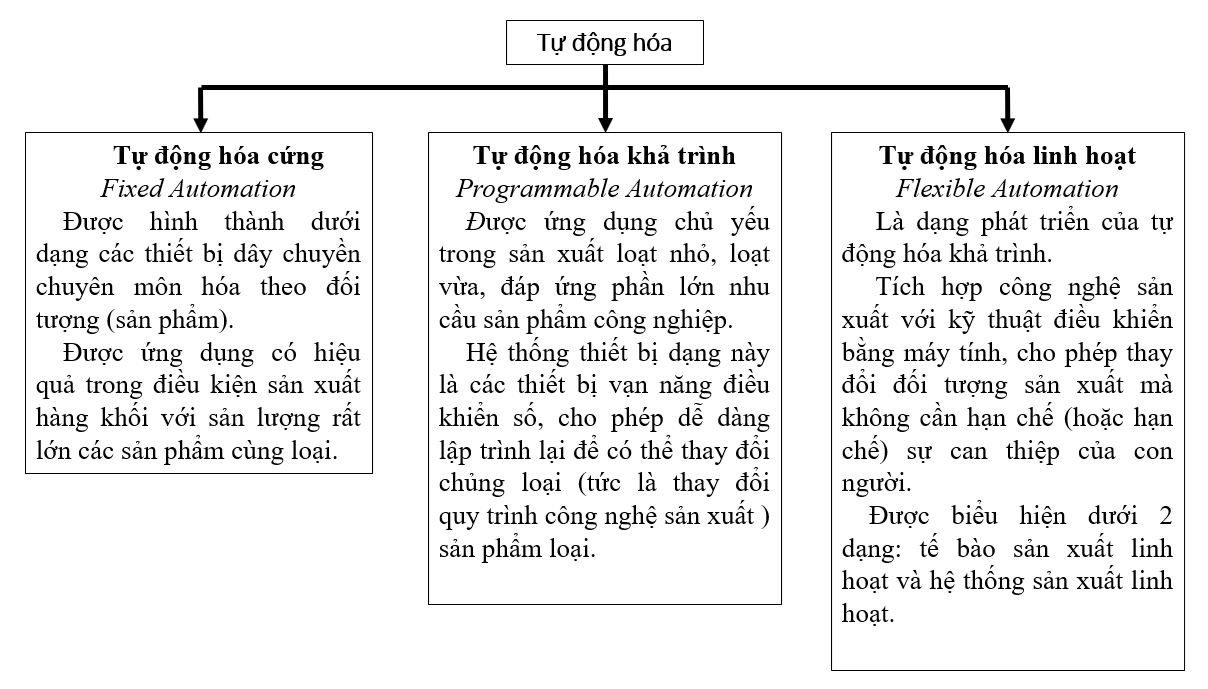 Tự động hóa
Tự động hóa cứng
Fixed Automation
Được hình thành dưới
dạng các thiết bị dây chuyền
chuyên môn hóa theo đối
tượng (sản phẩm).
Được ứng dụng có hiệu
quả trong điều kiện sản xuất
hàng khối với sản lượng rất
lớn các sản phẩm cùng loại.
Tự động hóa khả trình
Programmable Automation
Được ứng dụng chủ yếu
trong sản xuất loạt nhỏ, loạt
vừa, đáp ứng phần lớn nhu
cầu sản phẩm công nghiệp.
Hệ thống thiết bị dạng này
là các thiết bị vạn năng điều
khiển số, cho phép dễ dàng
lập trình lại để có thể thay đổi
chủng loại (tức là thay đổi
quy trình công nghệ sản xuất )
sản phẩm loại.
Tự động hóa linh hoạt
Flexible Automation
Là dạng phát triển của tự
động hóa khả trình.
Tích hợp công nghệ sản
xuất với kỹ thuật điều khiển
bằng máy tính, cho phép thay
đổi đối tượng sản xuất mà
không cần hạn chế (hoặc hạn
chế) sự can thiệp của con
người.
Được biểu hiện dưới 2
dạng: tế bào sản xuất linh
hoạt và hệ thống sản xuất linh
hoạt.